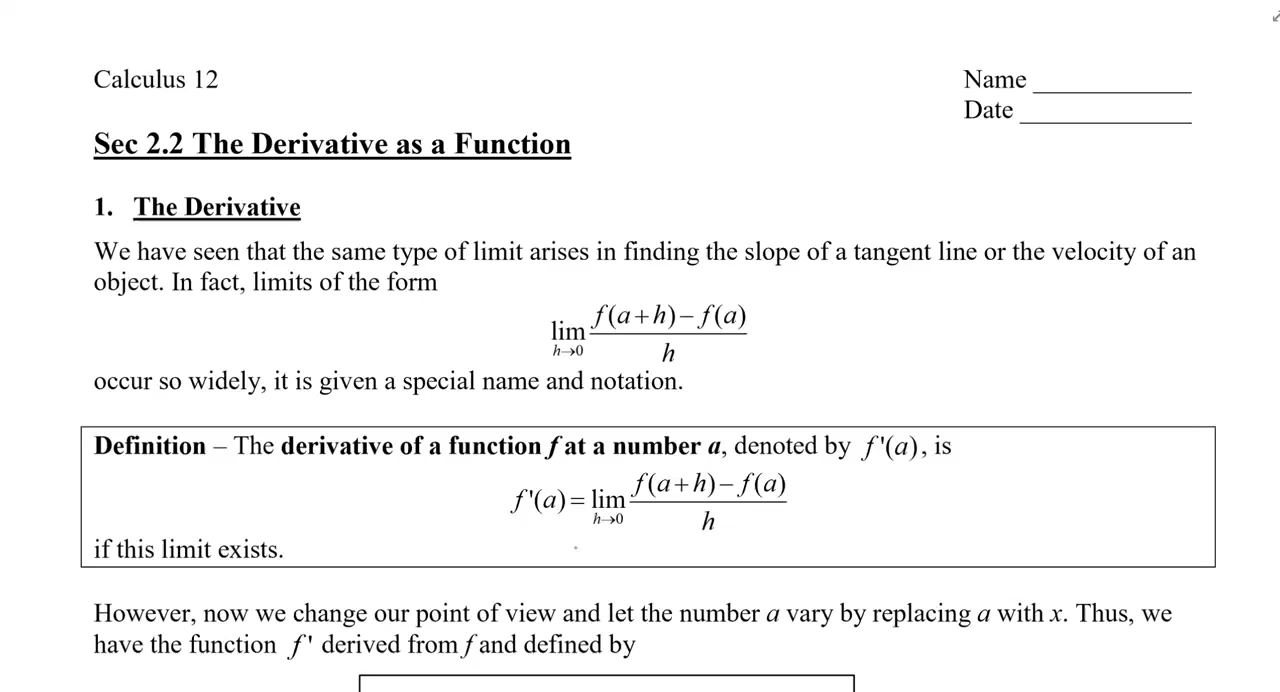 Calculus 12
Name ____________
Date _____________
Sec 2.2 The Derivative as a Function
1. The Derivative
We have seen that the same type of limit arises in finding the slope of a tangent line or the velocity of an
object. In fact, limits of the form
lim h→0 f(a+h)−f(a) / h
occur so widely, it is given a special name and notation.
Definition – The derivative of a function f at a number a, denoted by f'(a), is
f'(a) = lim h→0 f(a+h)−f(a) / h
if this limit exists.
However, now we change our point of view and let the number a vary by replacing a with x. Thus, we
have the function f' derived from f and defined by